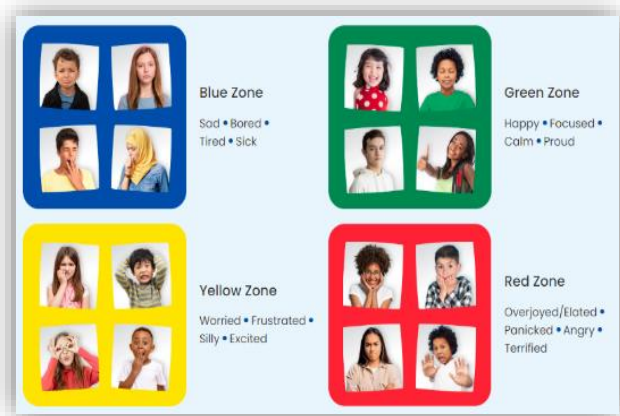 Blue Zone
Sad • Bored •
Tired • Sick
Green Zone
Happy • Focused •
Calm • Proud
Yellow Zone
Worried • Frustrated •
Silly • Excited
Red Zone
Overjoyed/Elated •
Panicked • Angry •
Terrified